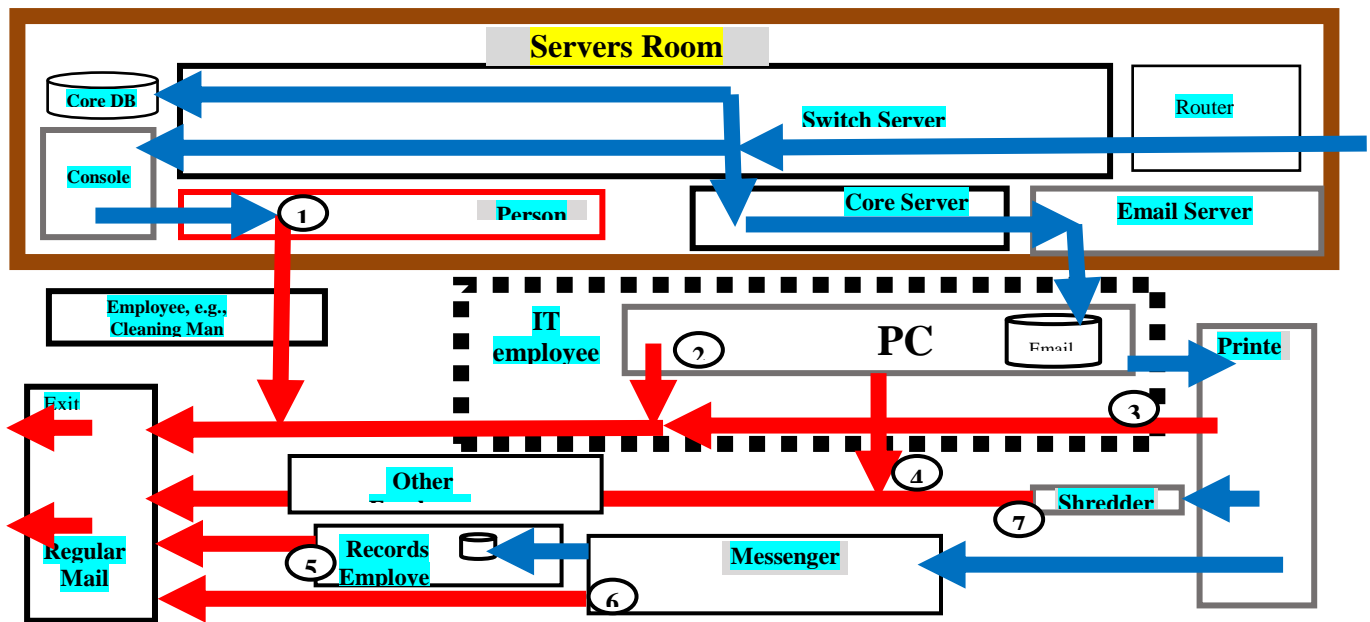 Servers Room
Core DB
Switch Server
Router
Console
1
Person
Core Server
Email Server
Employee, e.g.,
Cleaning Man
IT
employee
2
PC
Email
Printe
Exit
3
Other
4
Shredder
7
Regular
Mail
5
Records
Employe
Messenger
6